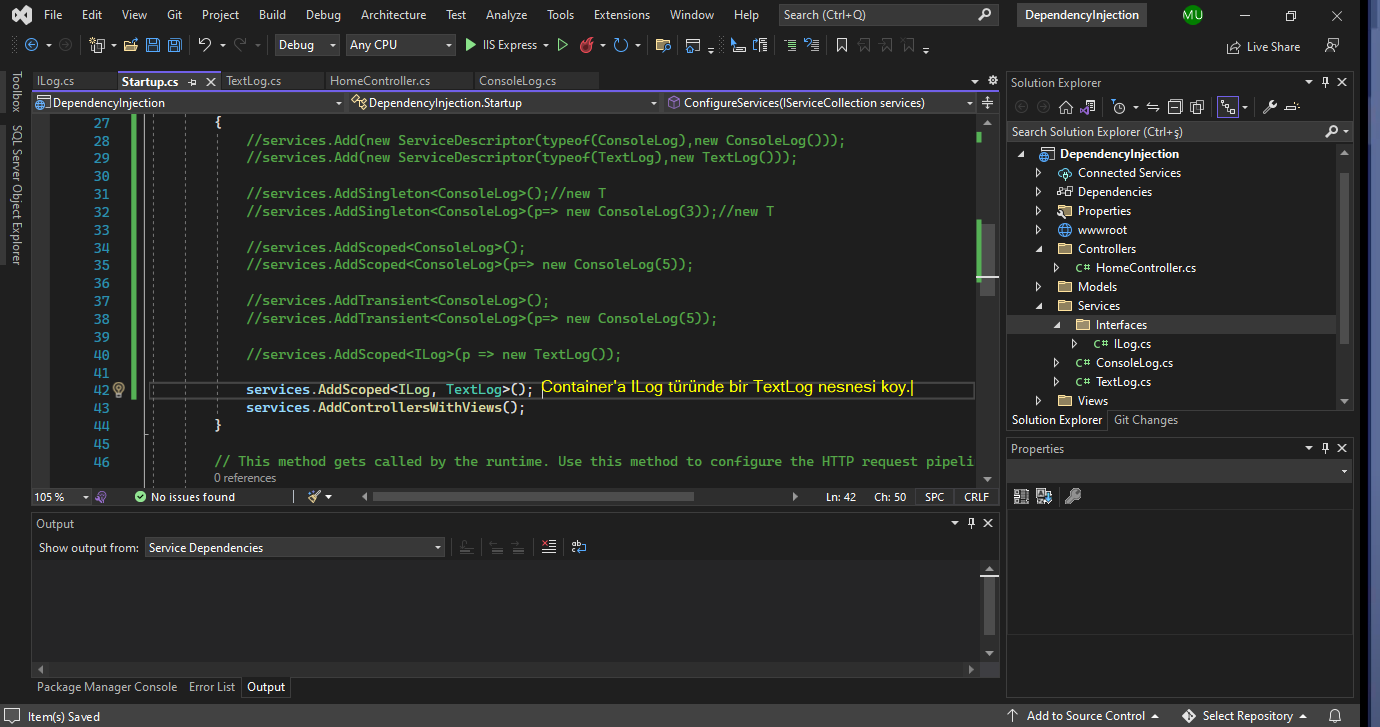 File Edit View Git Project Build Debug Architecture Test Analyze Tools Extensions Window Help Search (Ctrl+Q) DependencyInjection MU
Debug Any CPU IIS Express Live Share
Toolbox
SQL Server Object Explorer
ILog.cs Startup.cs TextLog.cs HomeController.cs ConsoleLog.cs
DependencyInjection DependencyInjection.Startup ConfigureServices(IServiceCollection services)
27 {
28 //services.Add(new ServiceDescriptor(typeof(ConsoleLog),new ConsoleLog()));
29 //services.Add(new ServiceDescriptor(typeof(TextLog),new TextLog()));
30
31 //services.AddSingleton<ConsoleLog>();//new T
32 //services.AddSingleton<ConsoleLog>(p=> new ConsoleLog(3));//new T
33
34 //services.AddScoped<ConsoleLog>();
35 //services.AddScoped<ConsoleLog>(p=> new ConsoleLog(5));
36
37 //services.AddTransient<ConsoleLog>();
38 //services.AddTransient<ConsoleLog>(p=> new ConsoleLog(5));
39
40 //services.AddScoped<ILog>(p => new TextLog());
41
42 services.AddScoped<ILog, TextLog>(); Container'a ILog türünde bir TextLog nesnesi koy.
43 services.AddControllersWithViews();
44 }
45
46 // This method gets called by the runtime. Use this method to configure the HTTP request pipeli
0 references
105 % No issues found Ln: 42 Ch: 50 SPC CRLF
Output
Show output from: Service Dependencies
Package Manager Console Error List Output
Solution Explorer
Search Solution Explorer (Ctrl+ş)
DependencyInjection
Connected Services
Dependencies
Properties
wwwroot
Controllers
C# HomeController.cs
Models
Services
Interfaces
C# ILog.cs
C# ConsoleLog.cs
C# TextLog.cs
Views
Solution Explorer Git Changes
Properties
Item(s) Saved Add to Source Control Select Repository